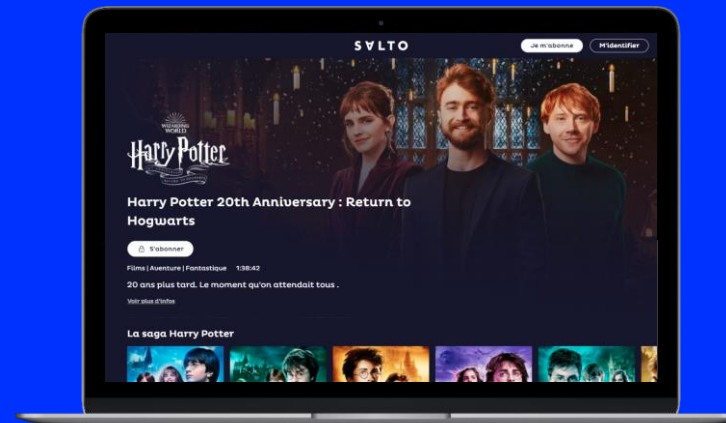 SALTO
Je m'abonne
M'identifier
WIZARDING
WORLD
Harry Potter
Harry Potter 20th Anniversary : Return to
Hogwarts
S'abonner
Films | Aventure | Fantastique 1:38:42
20 ans plus tard. Le moment qu'on attendait tous .
Voir plus d'infos
La saga Harry Potter